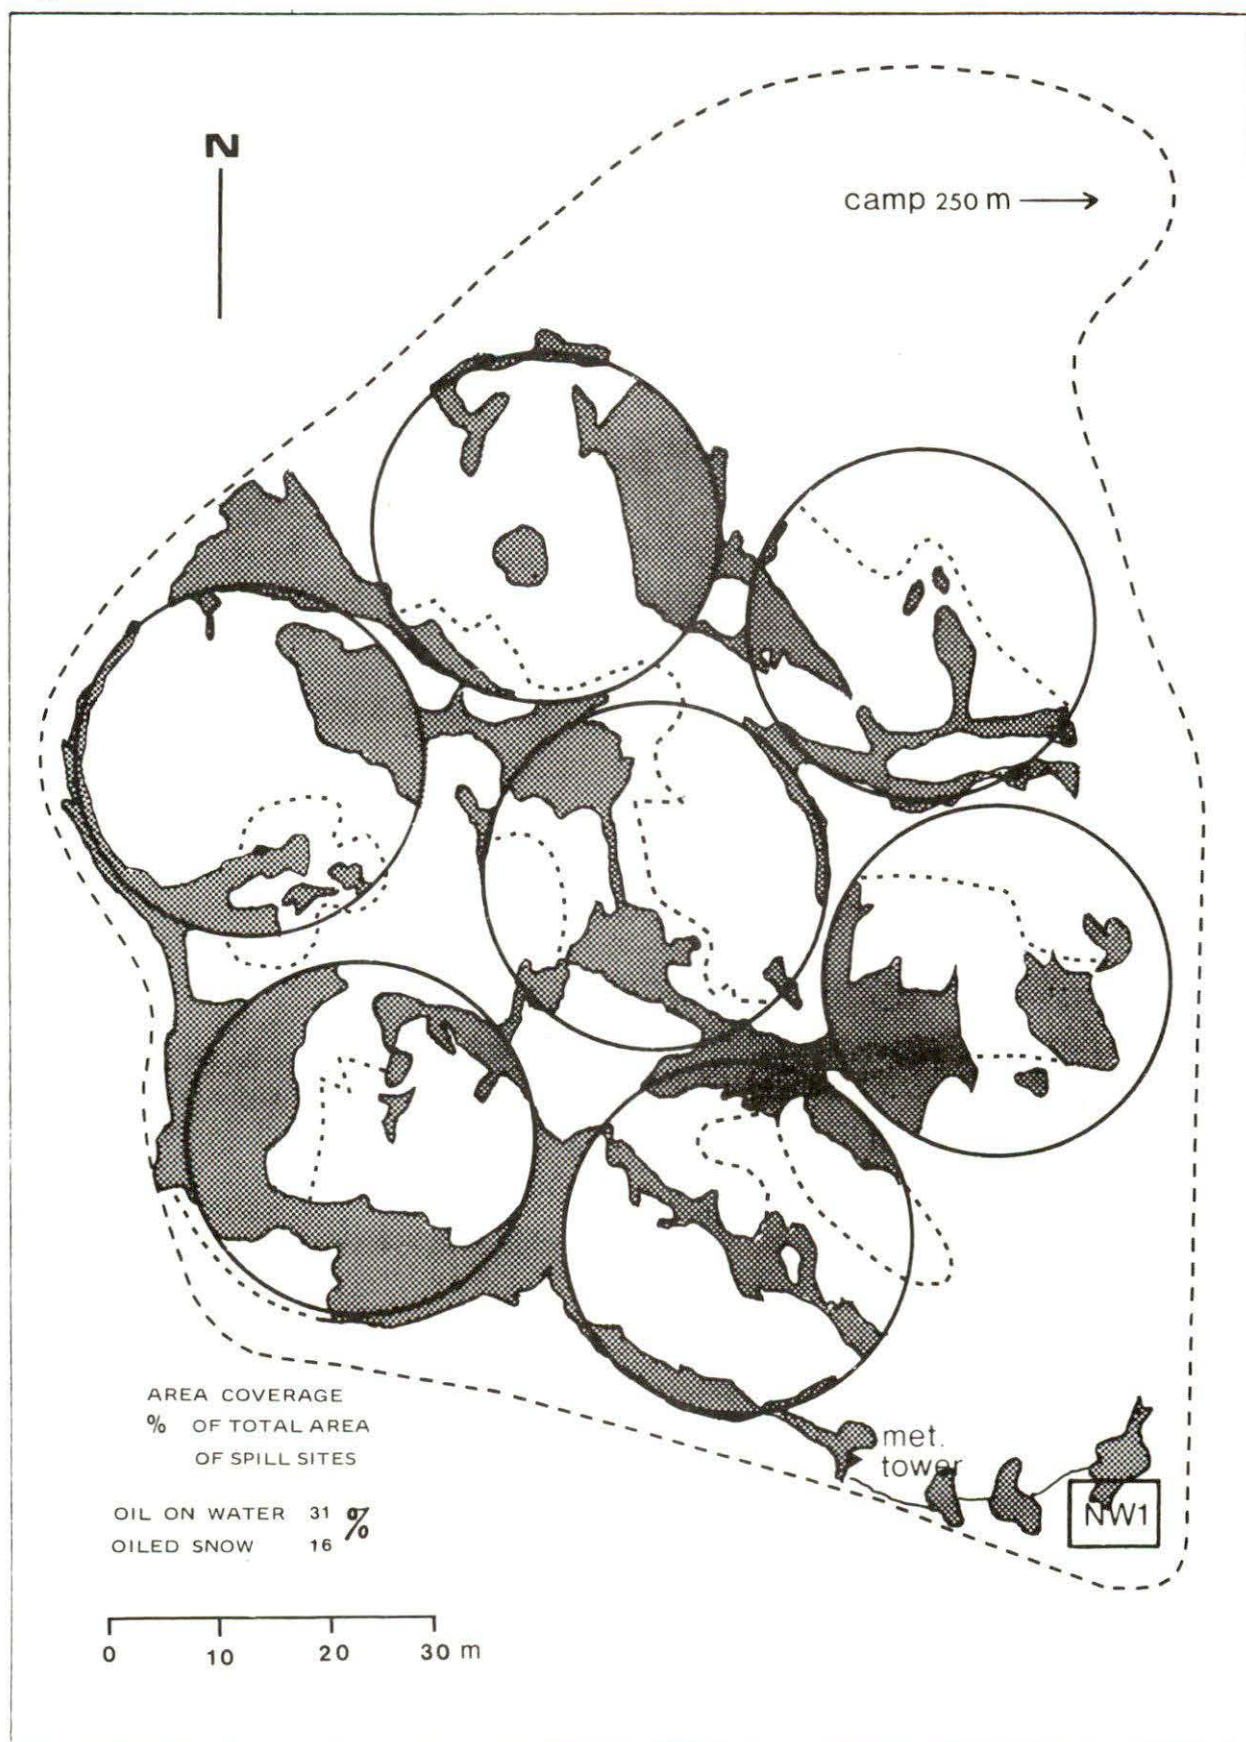 N
camp 250 m
AREA COVERAGE
% OF TOTAL AREA
OF SPILL SITES
met.
tower
OIL ON WATER 31 %
OILED SNOW 16
NW1
0 10 20 30 m